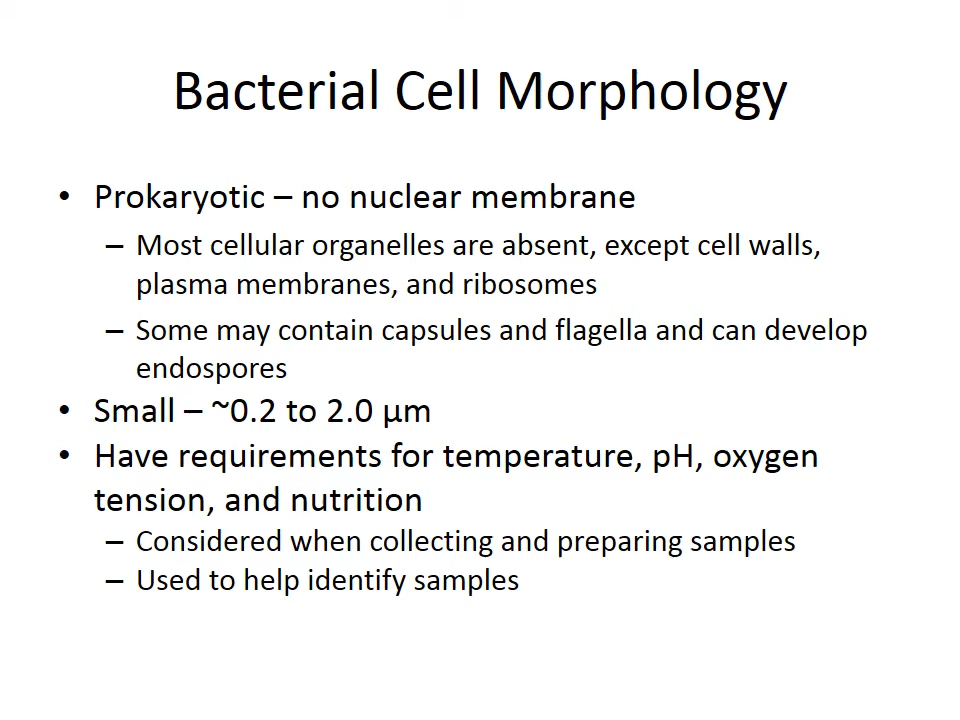 Bacterial Cell Morphology
• Prokaryotic – no nuclear membrane
– Most cellular organelles are absent, except cell walls,
plasma membranes, and ribosomes
– Some may contain capsules and flagella and can develop
endospores
• Small – ~0.2 to 2.0 µm
• Have requirements for temperature, pH, oxygen
tension, and nutrition
– Considered when collecting and preparing samples
– Used to help identify samples